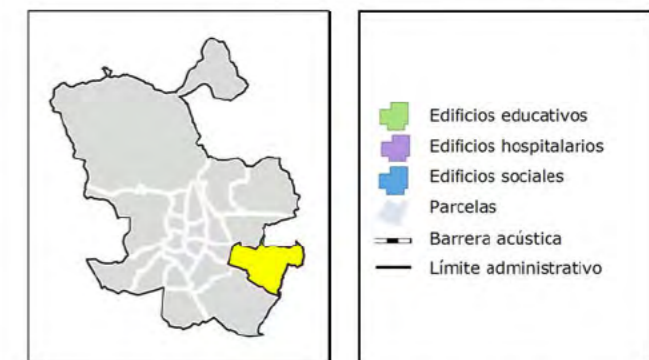 Edificios educativos
Edificios hospitalarios
Edificios sociales
Parcelas
Barrera acústica
Límite administrativo